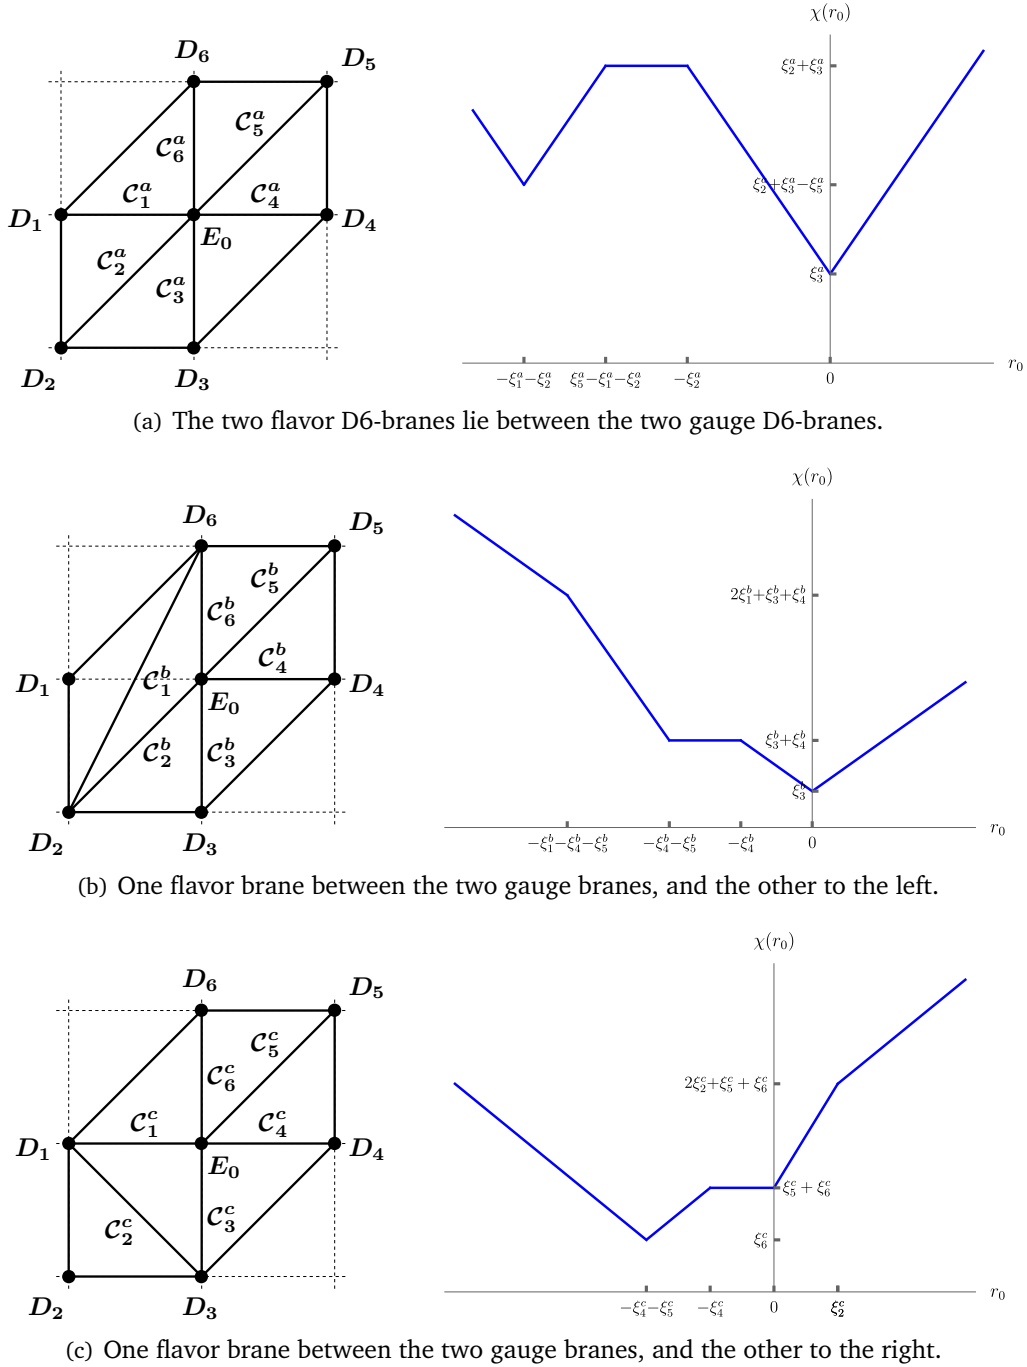 χ(r₀)
D₆
D₅
ξ₂ᵃ+ξ₃ᵃ
C₅ᵃ
C₆ᵃ
C₁ᵃ
C₄ᵃ
ξ₂ᵃ+ξ₃ᵃ−ξ₅ᵃ
D₁
D₄
E₀
C₂ᵃ
C₃ᵃ
ξ₃ᵃ
r₀
D₂
D₃
−ξ₁ᵃ−ξ₂ᵃ ξ₅ᵃ−ξ₁ᵃ−ξ₂ᵃ −ξ₂ᵃ 0
(a) The two flavor D6-branes lie between the two gauge D6-branes.
χ(r₀)
D₆
D₅
C₅ᵇ
2ξ₁ᵇ+ξ₃ᵇ+ξ₄ᵇ
C₆ᵇ
C₄ᵇ
D₁
C₁ᵇ
D₄
E₀
C₂ᵇ
C₃ᵇ
ξ₃ᵇ+ξ₄ᵇ
ξ₃ᵇ
r₀
D₂
D₃
−ξ₁ᵇ−ξ₄ᵇ−ξ₅ᵇ −ξ₄ᵇ−ξ₅ᵇ −ξ₄ᵇ 0
(b) One flavor brane between the two gauge branes, and the other to the left.
χ(r₀)
D₆
D₅
C₅ᶜ
C₆ᶜ
2ξ₂ᶜ+ξ₅ᶜ + ξ₆ᶜ
C₁ᶜ
C₄ᶜ
D₁
D₄
E₀
ξ₅ᶜ + ξ₆ᶜ
C₃ᶜ
C₂ᶜ
ξ₆ᶜ
r₀
D₂
D₃
−ξ₄ᶜ−ξ₅ᶜ −ξ₄ᶜ 0 ξ₂ᶜ
(c) One flavor brane between the two gauge branes, and the other to the right.